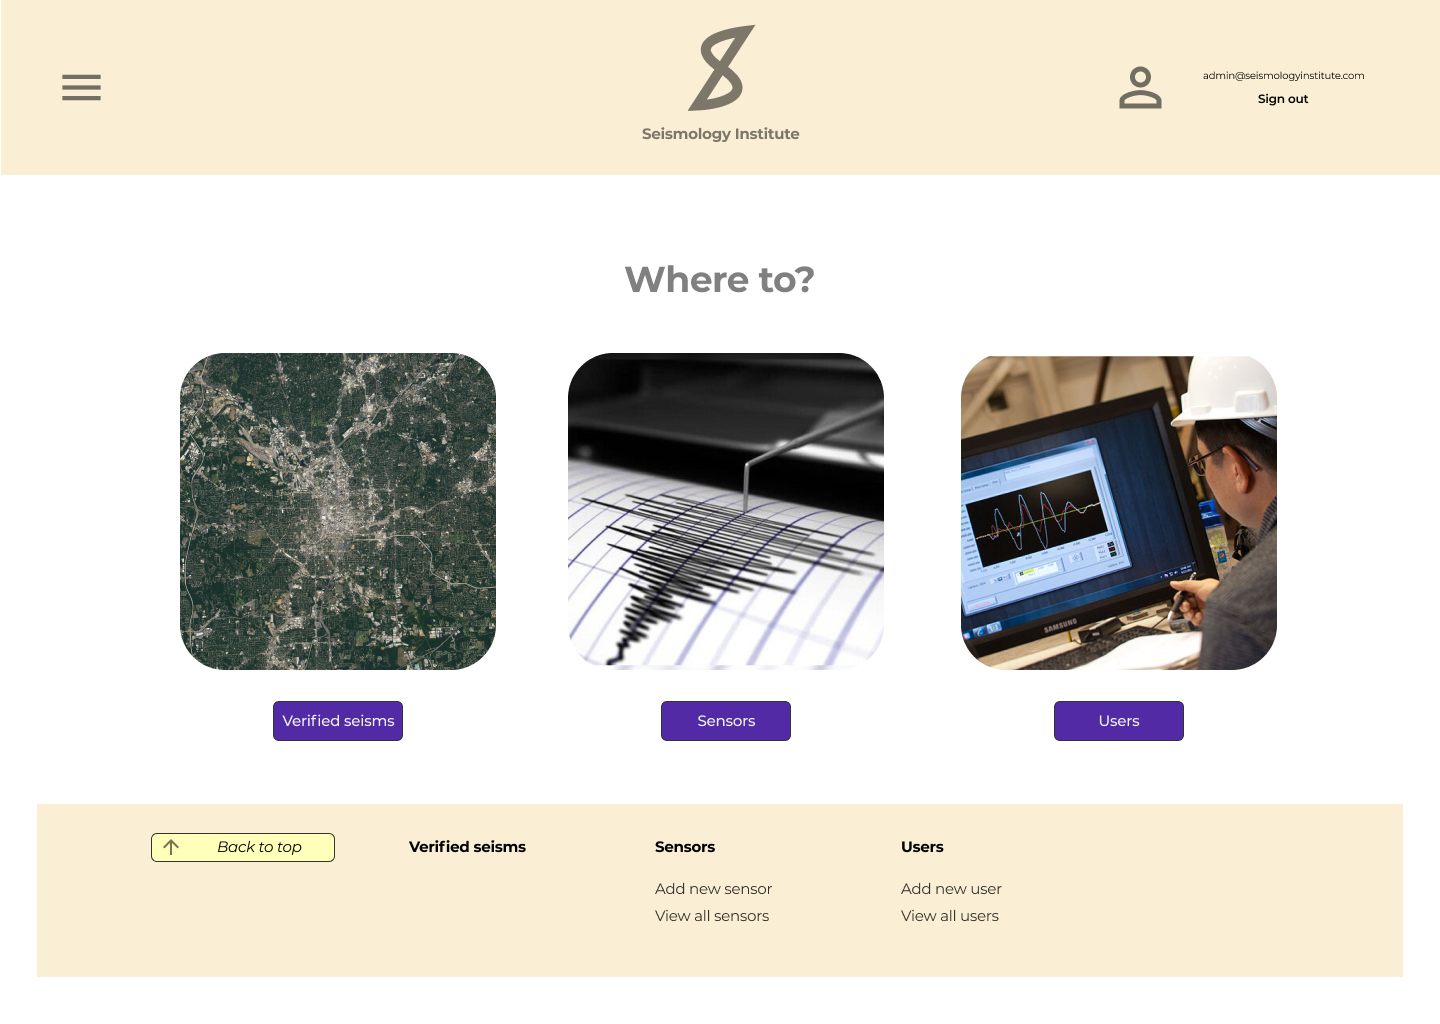 admin@seismologyinstitute.com
Sign out
Seismology Institute
Where to?
SAMSUNG
Verified seisms
Sensors
Users
Back to top
Verified seisms
Sensors
Users
Add new sensor
Add new user
View all sensors
View all users